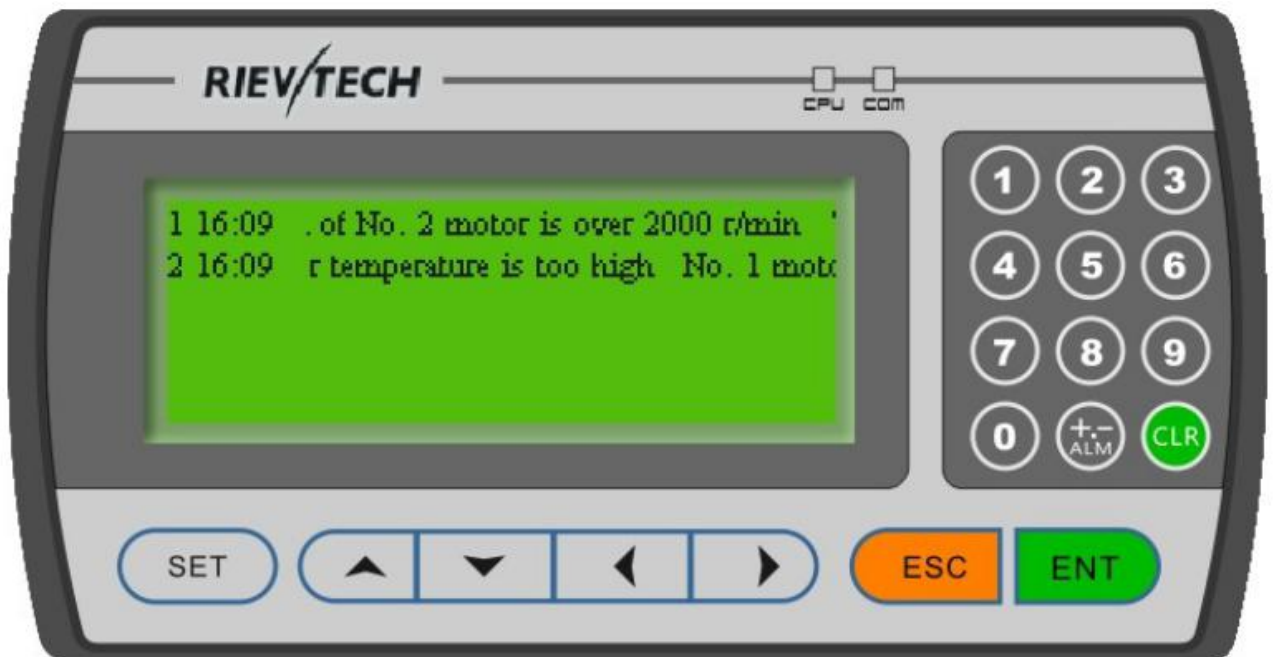 RIEVTECH
CPU COM
1 16:09 . of No. 2 motor is over 2000 r/min
2 16:09 r temperature is too high No. 1 moto
1 2 3
4 5 6
7 8 9
0 +.- ALM CLR
SET ESC ENT